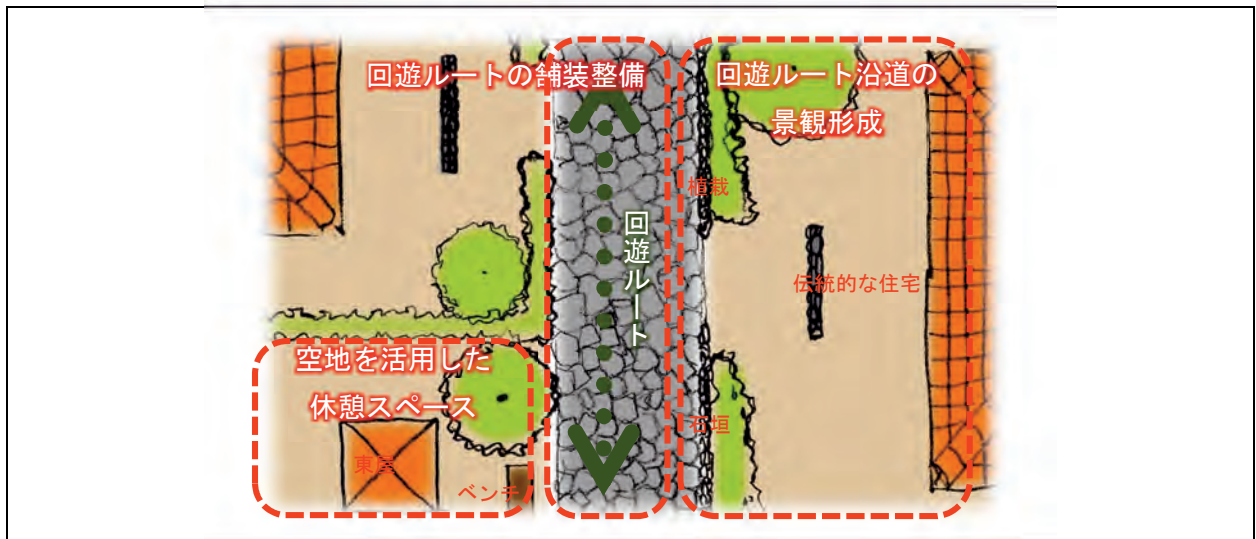 回遊ルートの舗装整備
回遊ルート沿道の
景観形成
植栽
回遊ルート
伝統的な住宅
空地を活用した
休憩スペース
石垣
東屋
ベンチ